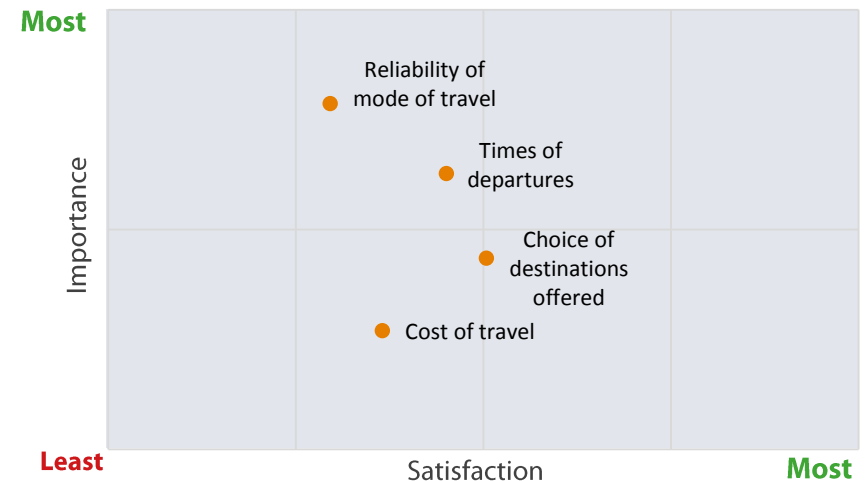 Most
Reliability of
mode of travel
Times of
departures
Importance
Choice of
destinations
offered
Cost of travel
Least
Satisfaction
Most